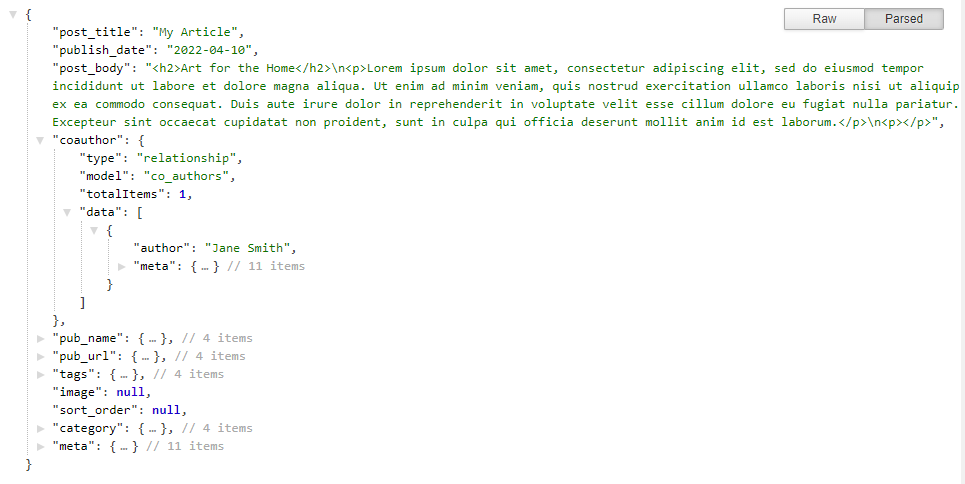 Raw Parsed
{
"post_title": "My Article",
"publish_date": "2022-04-10",
"post_body": "<h2>Art for the Home</h2>\n<p>Lorem ipsum dolor sit amet, consectetur adipiscing elit, sed do eiusmod tempor
incididunt ut labore et dolore magna aliqua. Ut enim ad minim veniam, quis nostrud exercitation ullamco laboris nisi ut aliquip
ex ea commodo consequat. Duis aute irure dolor in reprehenderit in voluptate velit esse cillum dolore eu fugiat nulla pariatur.
Excepteur sint occaecat cupidatat non proident, sunt in culpa qui officia deserunt mollit anim id est laborum.</p>\n<p></p>",
"coauthor": {
"type": "relationship",
"model": "co_authors",
"totalItems": 1,
"data": [
{
"author": "Jane Smith",
"meta": {…} // 11 items
}
]
},
"pub_name": {…}, // 4 items
"pub_url": {…}, // 4 items
"tags": {…}, // 4 items
"image": null,
"sort_order": null,
"category": {…}, // 4 items
"meta": {…} // 11 items
}